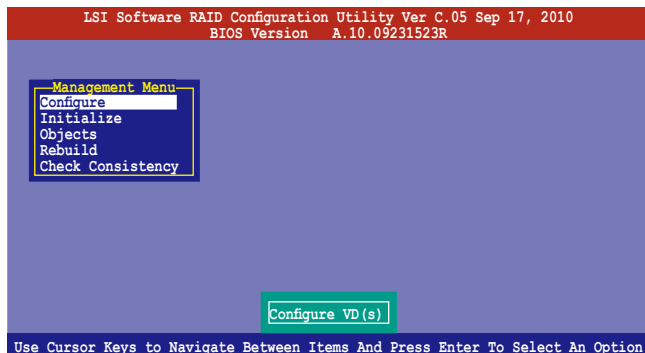 LSI Software RAID Configuration Utility Ver C.05 Sep 17, 2010
BIOS Version A.10.09231523R
Management Menu
Configure
Initialize
Objects
Rebuild
Check Consistency
Configure VD(s)
Use Cursor Keys to Navigate Between Items And Press Enter To Select An Option